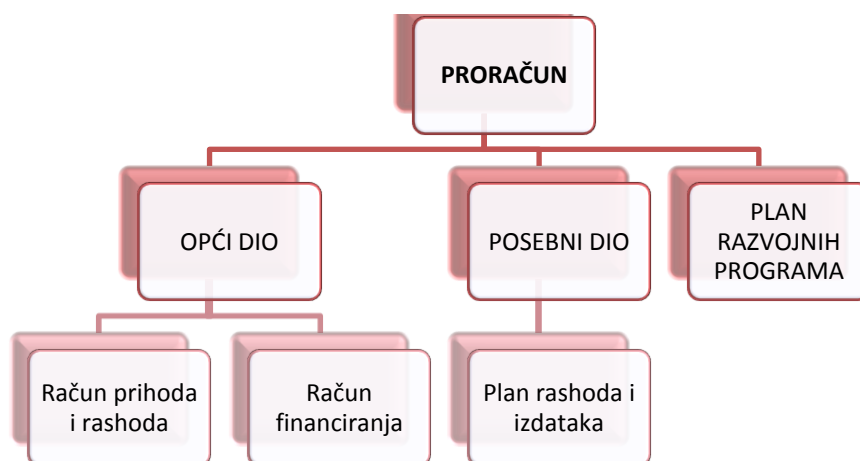 PRORAČUN
OPĆI DIO
POSEBNI DIO
PLAN
RAZVOJNIH
PROGRAMA
Račun prihoda
i rashoda
Račun
financiranja
Plan rashoda i
izdataka